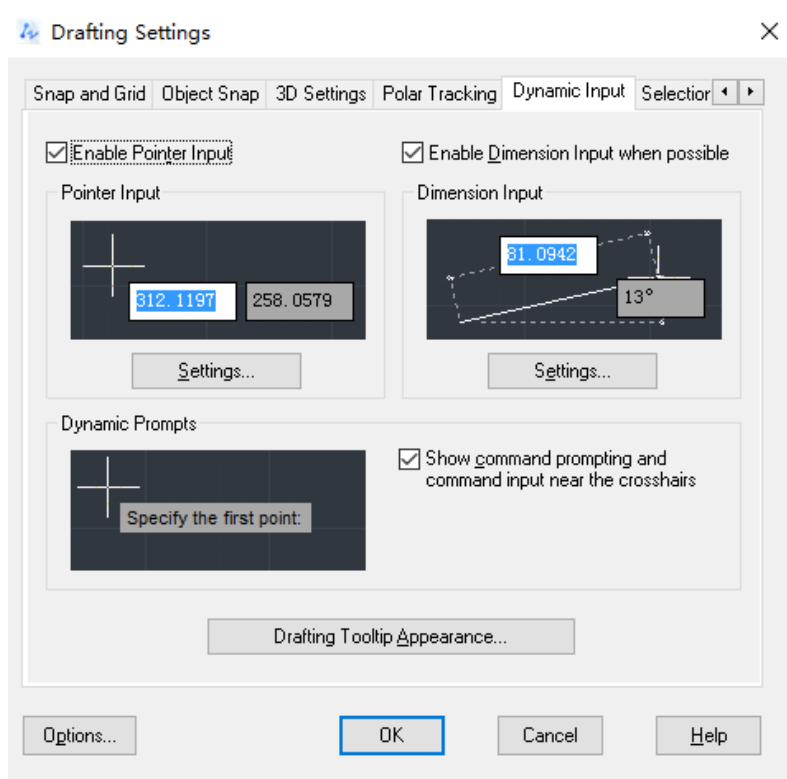 Drafting Settings
Snap and Grid Object Snap 3D Settings Polar Tracking Dynamic Input Selection
Enable Pointer Input
Enable Dimension Input when possible
Pointer Input
Dimension Input
312.1197 258.0579
81.0942
13°
Settings...
Settings...
Dynamic Prompts
Specify the first point:
Show command prompting and
command input near the crosshairs
Drafting Tooltip Appearance...
Options... OK Cancel Help